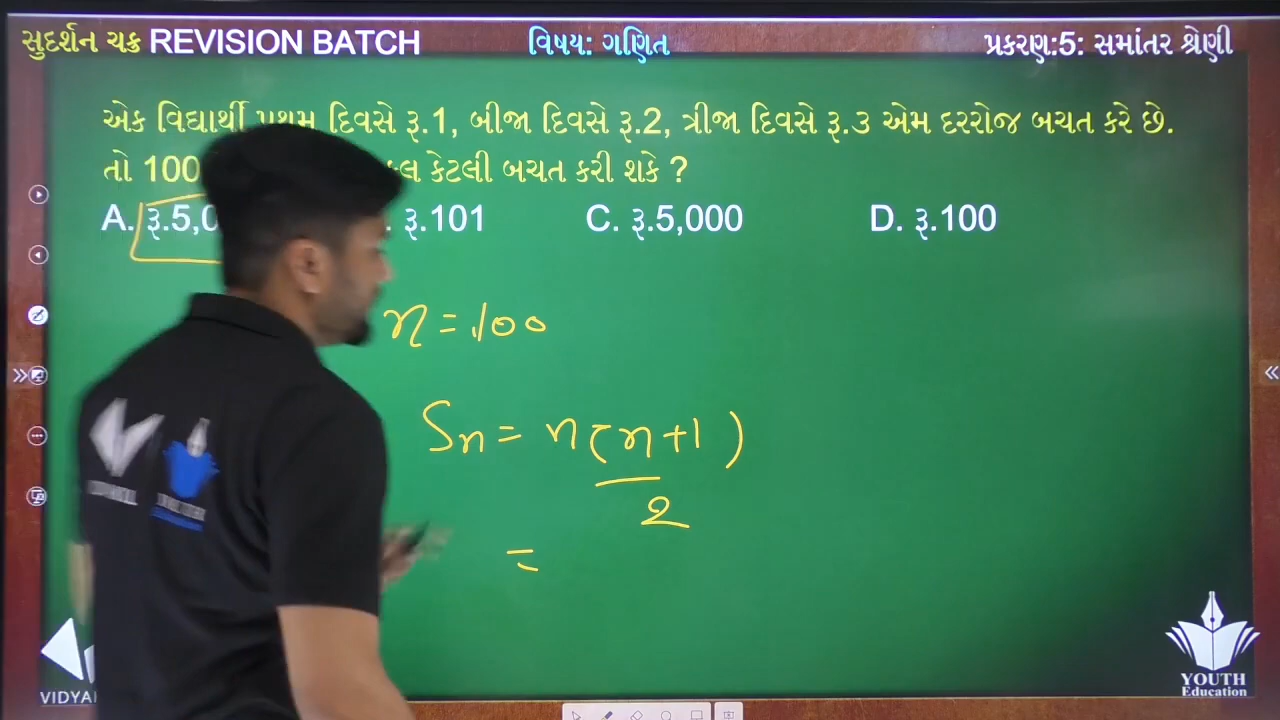 સુદર્શન ચક્ર REVISION BATCH
વિષય: ગણિત
પ્રકરણ:5: સમાંતર શ્રેણી
એક વિદ્યાર્થી પ્રથમ દિવસે રૂ.1, બીજા દિવસે રૂ.2, ત્રીજા દિવસે રૂ.૩ એમ દરરોજ બચત કરે છે.
તો 100 કેટલી બચત કરી શકે ?
A. રૂ.5,0 રૂ.101 C. રૂ.5,000 D. રૂ.100
n = 100
Sn = n(n+1)
2
=
YOUTH
Education